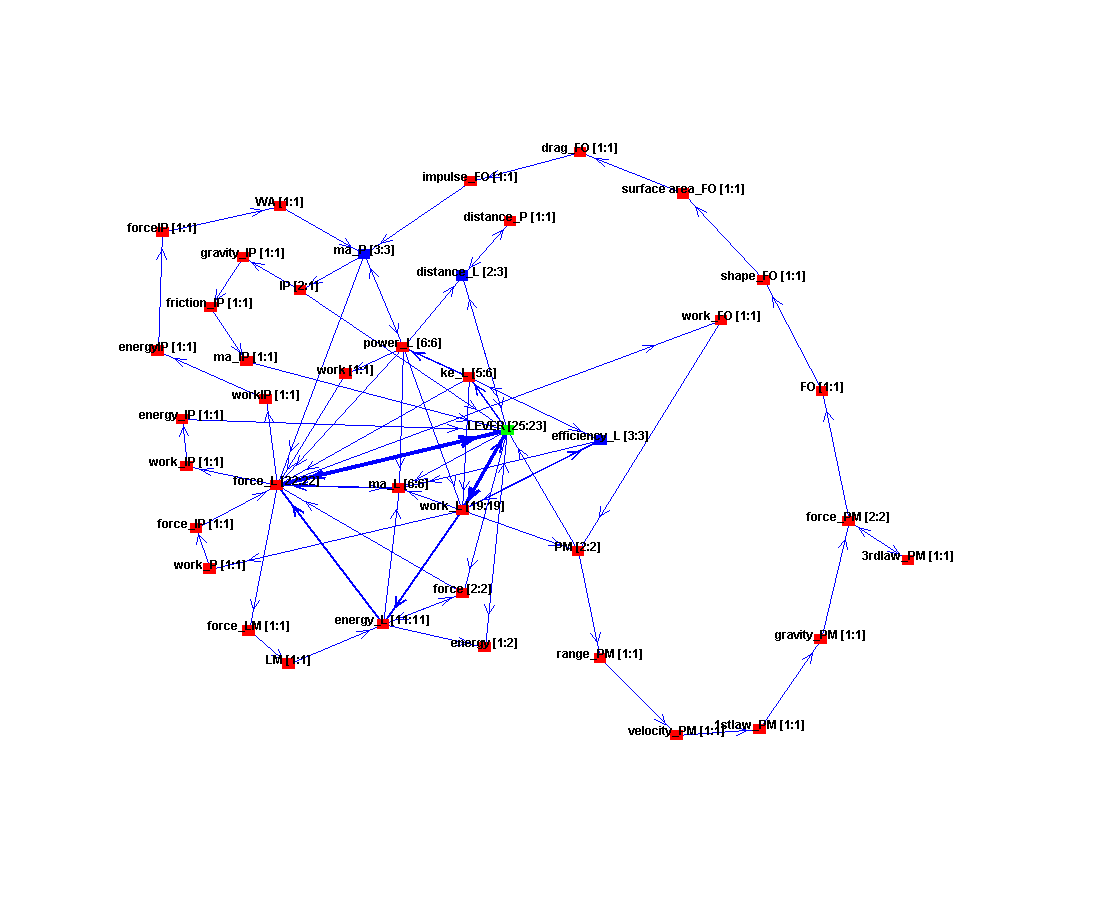 drag_FO [1:1]
impulse_FO [1:1]
surface area_FO [1:1]
WA [1:1]
distance_P [1:1]
forceIP [1:1]
ma_P [3:3]
gravity_IP [1:1]
distance_L [2:3]
shape_FO [1:1]
IP [2:1]
friction_IP [1:1]
work_FO [1:1]
power_L [6:6]
energyIP [1:1]
ma_IP [1:1]
work [1:1]
ke_L [5:6]
FO [1:1]
workIP [1:1]
energy_IP [1:1]
LEVER [25:23]
efficiency_L [3:3]
work_IP [1:1]
ma_L [6:6]
work_L [19:19]
force_PM [2:2]
force_IP [1:1]
PM [2:2]
3rdlaw_PM [1:1]
work_P [1:1]
force [2:2]
energy_L [11:11]
force_LM [1:1]
gravity_PM [1:1]
energy [1:2]
range_PM [1:1]
LM [1:1]
velocity_PM [1:1]
1stlaw_PM [1:1]